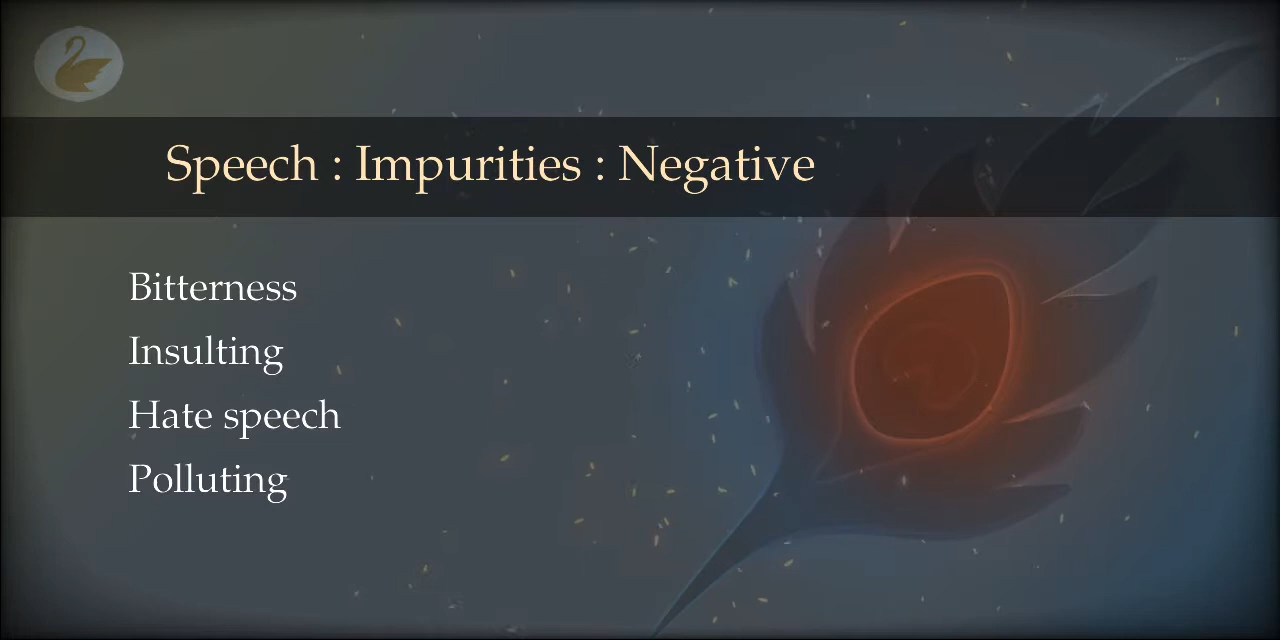 Speech : Impurities : Negative
Bitterness
Insulting
Hate speech
Polluting